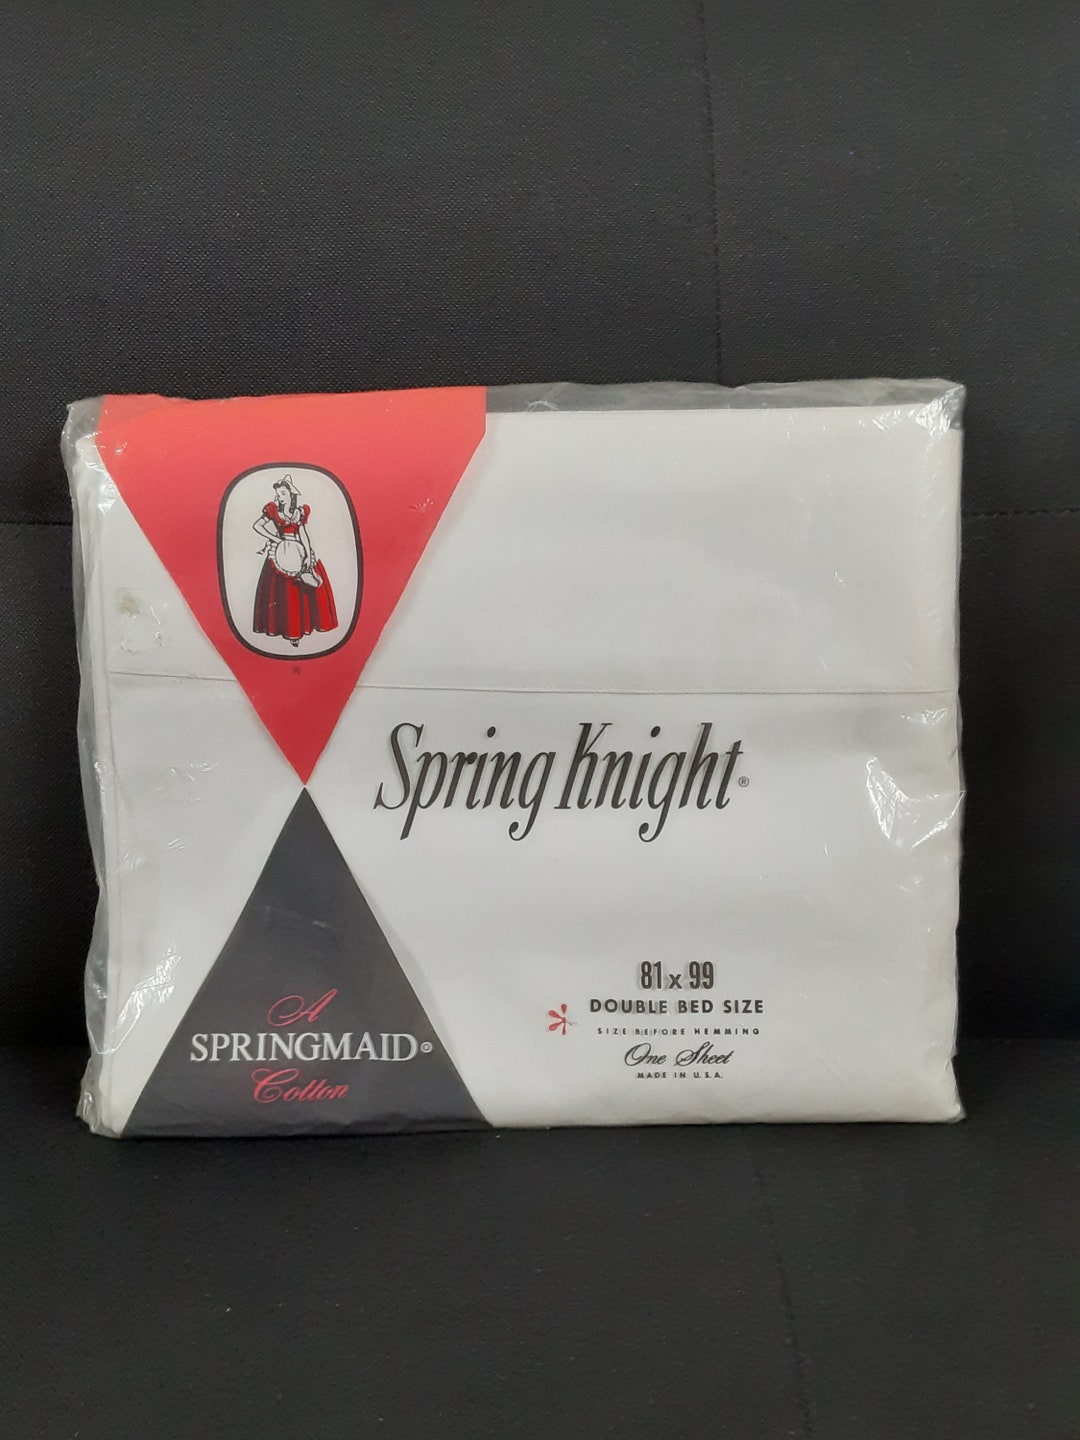 ®
Spring Knight®
81 x 99
DOUBLE BED SIZE
SIZE BEFORE HEMMING
One Sheet
MADE IN U.S.A.
A
SPRINGMAID®
Cotton